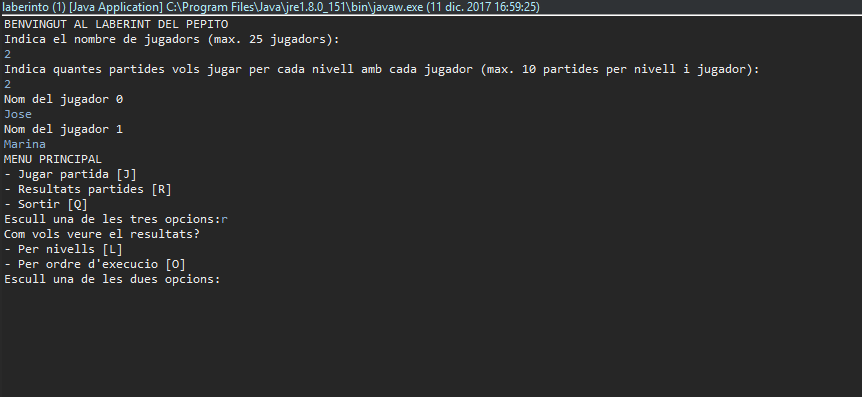 laberinto (1) [Java Application] C:\Program Files\Java\jre1.8.0_151\bin\javaw.exe (11 dic. 2017 16:59:25)
BENVINGUT AL LABERINT DEL PEPITO
Indica el nombre de jugadors (max. 25 jugadors):
2
Indica quantes partides vols jugar per cada nivell amb cada jugador (max. 10 partides per nivell i jugador):
2
Nom del jugador 0
Jose
Nom del jugador 1
Marina
MENU PRINCIPAL
- Jugar partida [J]
- Resultats partides [R]
- Sortir [Q]
Escull una de les tres opcions:r
Com vols veure el resultats?
- Per nivells [L]
- Per ordre d'execucio [O]
Escull una de les dues opcions: